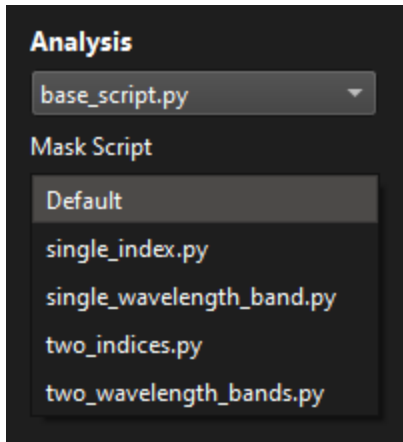 Analysis
base_script.py
Mask Script
Default
single_index.py
single_wavelength_band.py
two_indices.py
two_wavelength_bands.py